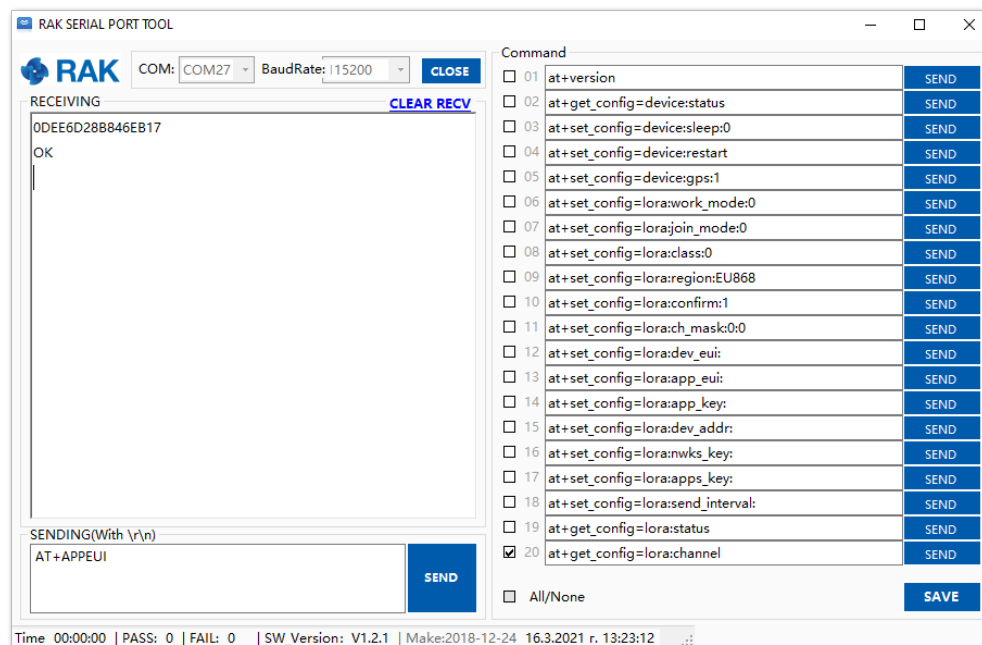 RAK SERIAL PORT TOOL
RAK
COM: COM27 BaudRate: 115200 CLOSE
RECEIVING CLEAR RECV
0DEE6D28B846EB17
OK
SENDING(With \r\n)
AT+APPEUI
SEND
Command
01 at+version SEND
02 at+get_config=device:status SEND
03 at+set_config=device:sleep:0 SEND
04 at+set_config=device:restart SEND
05 at+set_config=device:gps:1 SEND
06 at+set_config=lora:work_mode:0 SEND
07 at+set_config=lora:join_mode:0 SEND
08 at+set_config=lora:class:0 SEND
09 at+set_config=lora:region:EU868 SEND
10 at+set_config=lora:confirm:1 SEND
11 at+set_config=lora:ch_mask:0:0 SEND
12 at+set_config=lora:dev_eui: SEND
13 at+set_config=lora:app_eui: SEND
14 at+set_config=lora:app_key: SEND
15 at+set_config=lora:dev_addr: SEND
16 at+set_config=lora:nwks_key: SEND
17 at+set_config=lora:apps_key: SEND
18 at+set_config=lora:send_interval: SEND
19 at+get_config=lora:status SEND
20 at+get_config=lora:channel SEND
All/None SAVE
Time 00:00:00 | PASS: 0 | FAIL: 0 | SW_Version: V1.2.1 | Make:2018-12-24 16.3.2021 г. 13:23:12